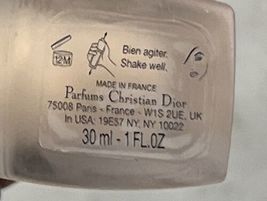 12M
Bien agiter.
Shake well.
MADE IN FRANCE
Parfums Christian Dior
75008 Paris - France - W1S 2UE, UK
In USA: 19E57 NY, NY 10022
30 ml - 1 FL.OZ